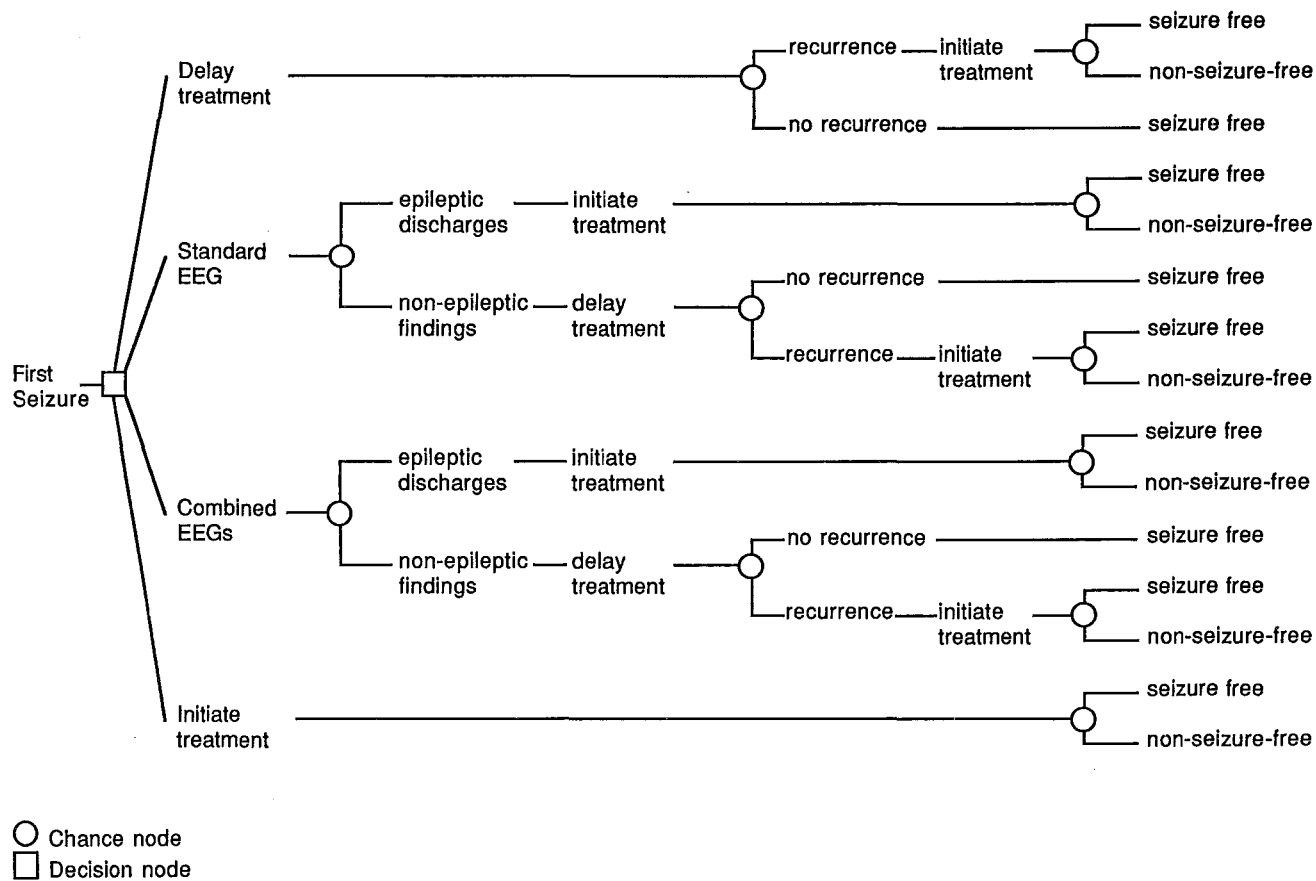 seizure free
recurrence initiate treatment
non-seizure-free
Delay treatment
no recurrence seizure free
seizure free
epileptic discharges initiate treatment
non-seizure-free
Standard EEG
no recurrence seizure free
non-epileptic findings delay treatment
seizure free
recurrence initiate treatment
non-seizure-free
First Seizure
seizure free
epileptic discharges initiate treatment
non-seizure-free
Combined EEGs
no recurrence seizure free
non-epileptic findings delay treatment
seizure free
recurrence initiate treatment
non-seizure-free
seizure free
Initiate treatment
non-seizure-free
Chance node
Decision node